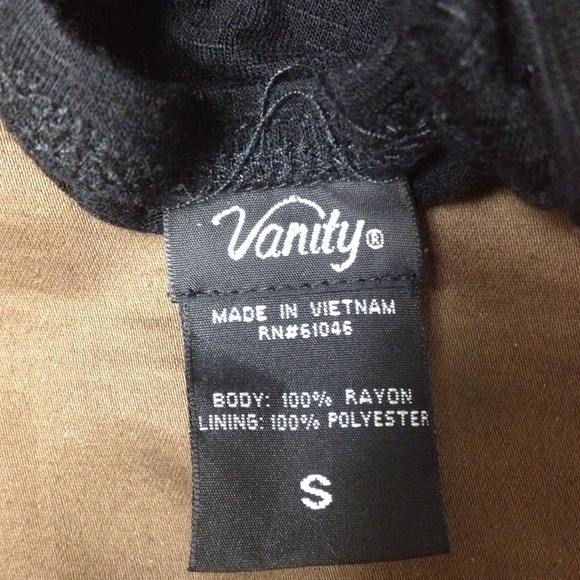 Vanity®
MADE IN VIETNAM
RN#61046
BODY: 100% RAYON
LINING: 100% POLYESTER
S